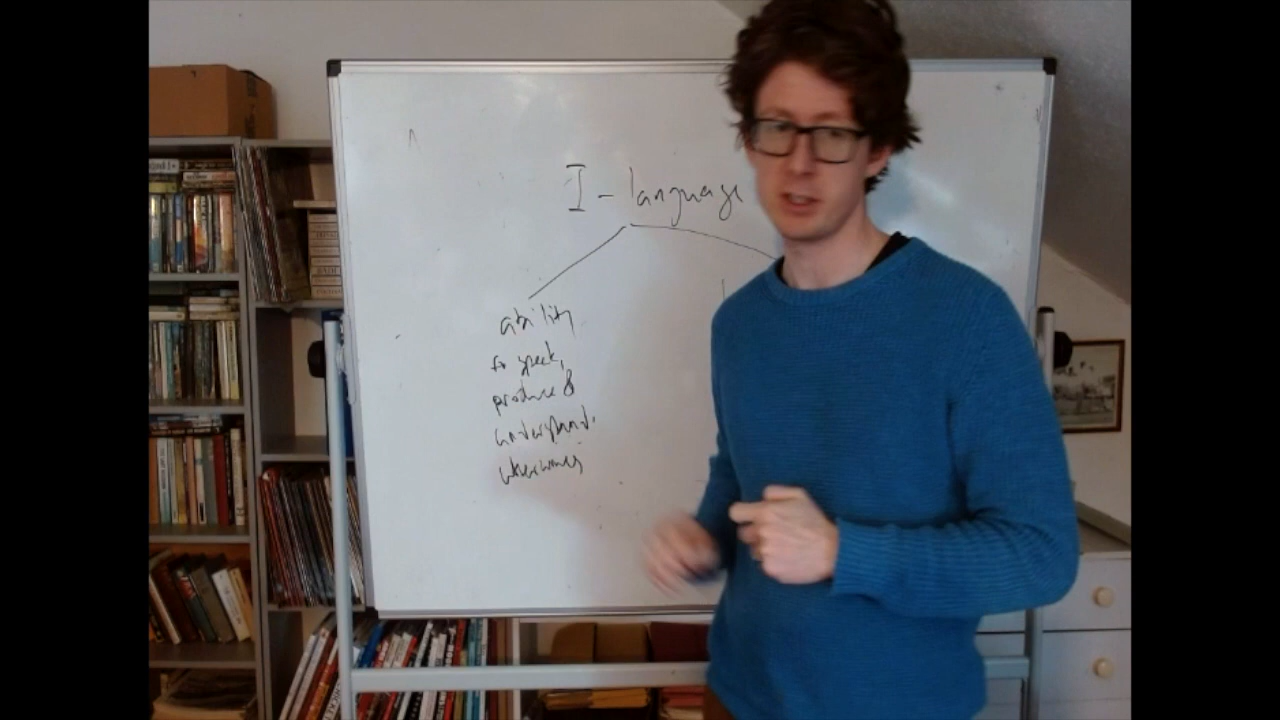 I-language
ability
to speak,
produce &
understand
utterances